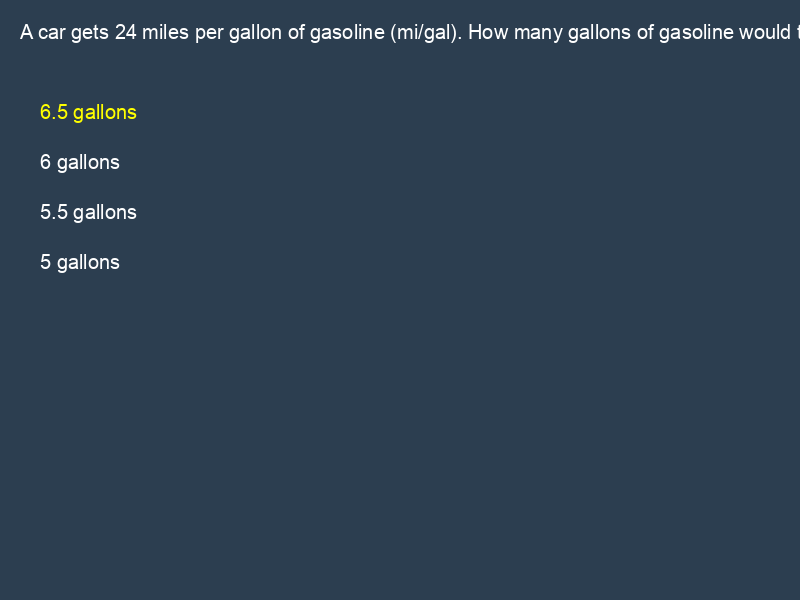 A car gets 24 miles per gallon of gasoline (mi/gal). How many gallons of gasoline would
6.5 gallons
6 gallons
5.5 gallons
5 gallons